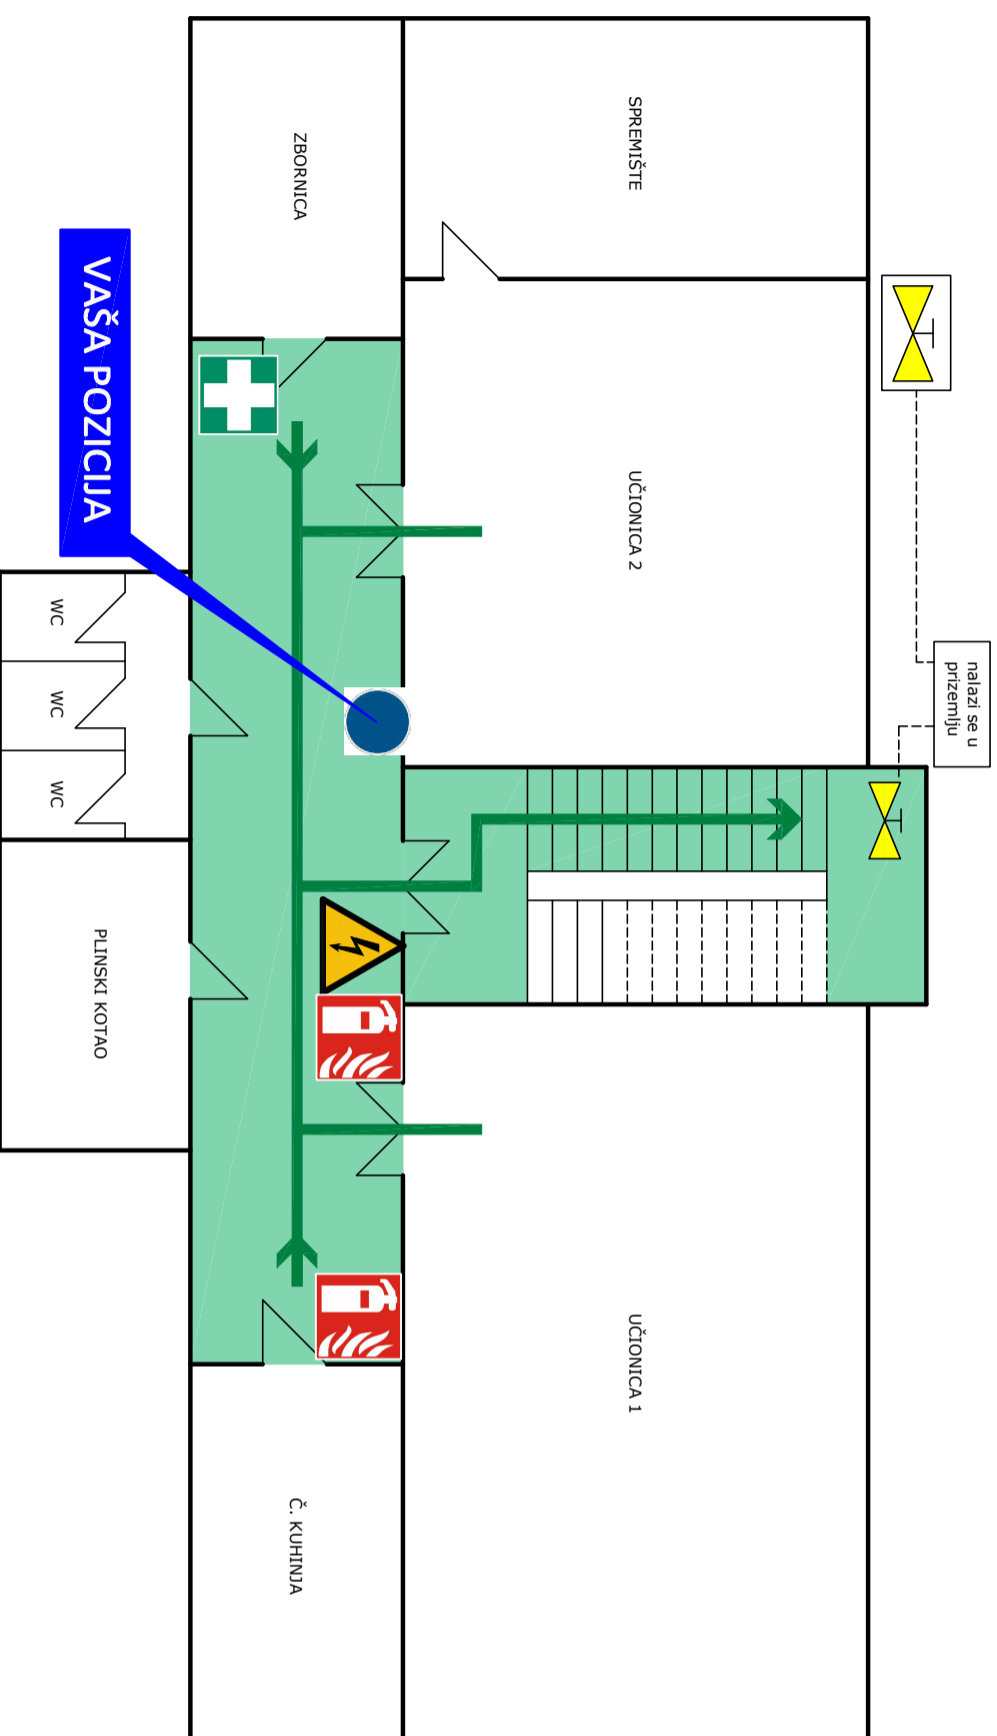 nalazi se u
prizemlju
SPREMIŠTE
UČIONICA 2
UČIONICA 1
ZBORNICA
Č. KUHINJA
VAŠA POZICIJA
WC
WC
WC
PLINSKI KOTAO